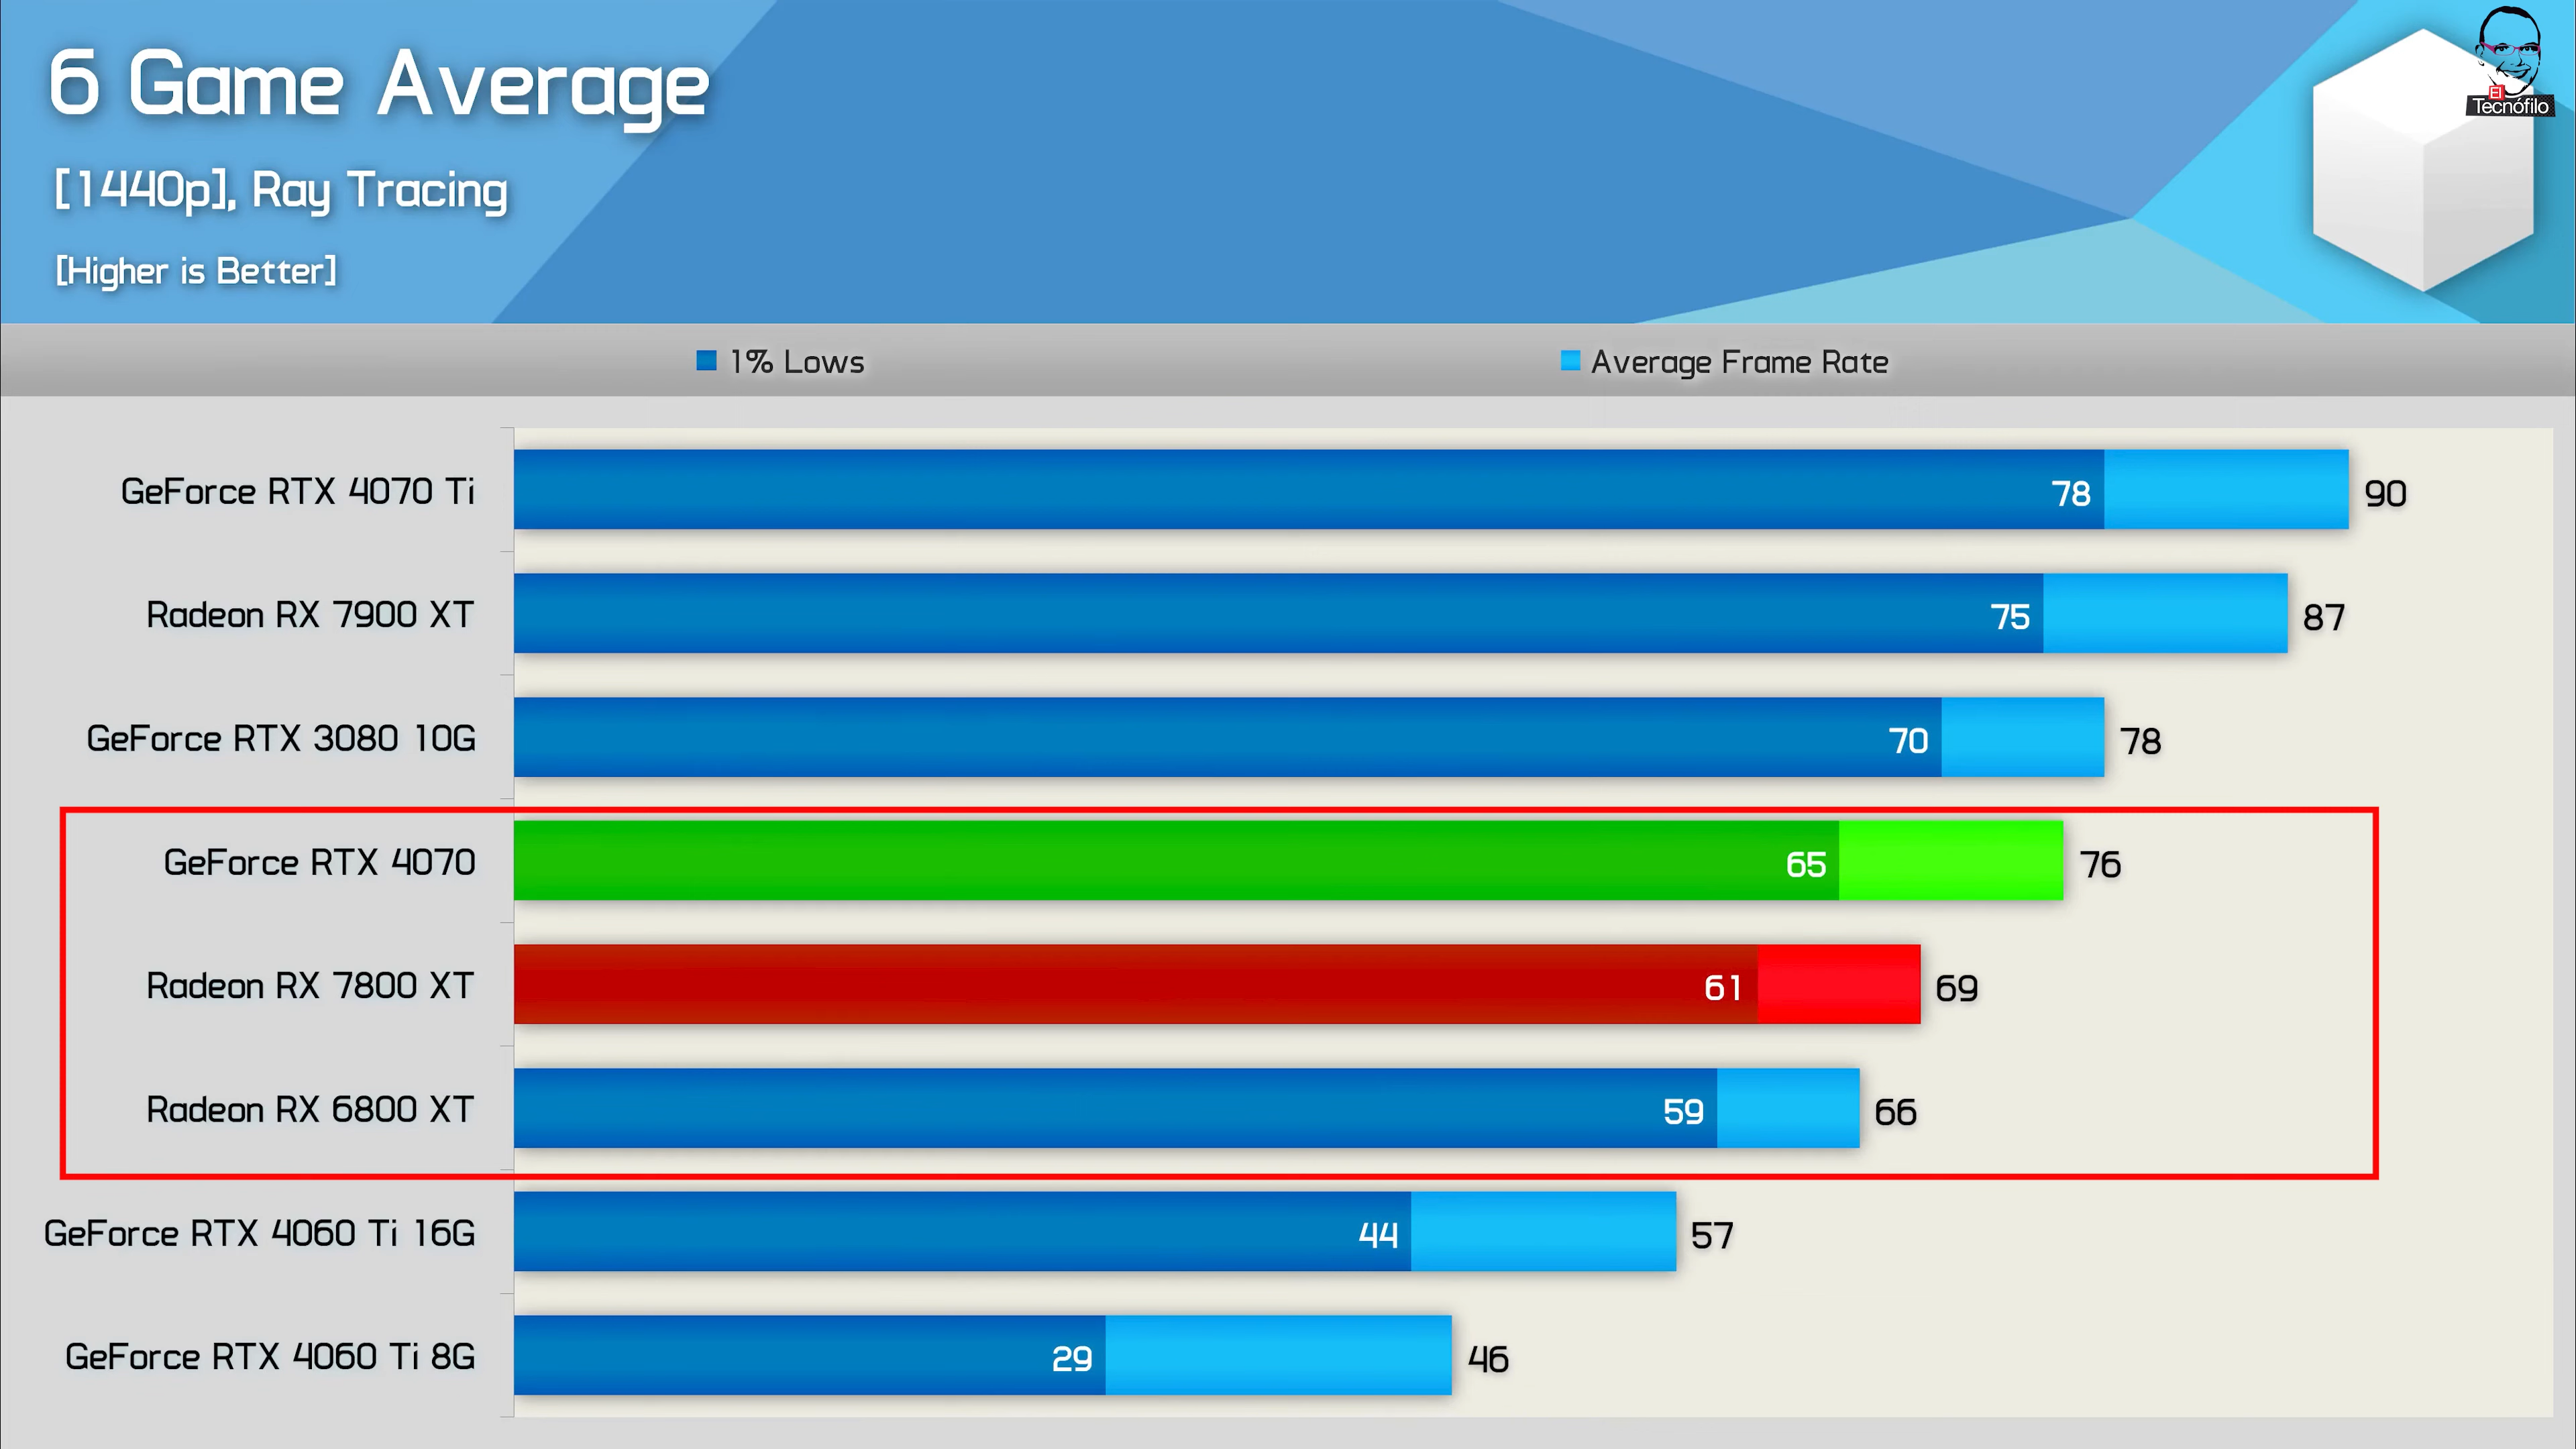 6 Game Average
[1440p], Ray Tracing
[Higher is Better]
El
Tecnófilo
1% Lows
Average Frame Rate
GeForce RTX 4070 Ti 78 90
Radeon RX 7900 XT 75 87
GeForce RTX 3080 10G 70 78
GeForce RTX 4070 65 76
Radeon RX 7800 XT 61 69
Radeon RX 6800 XT 59 66
GeForce RTX 4060 Ti 16G 44 57
GeForce RTX 4060 Ti 8G 29 46